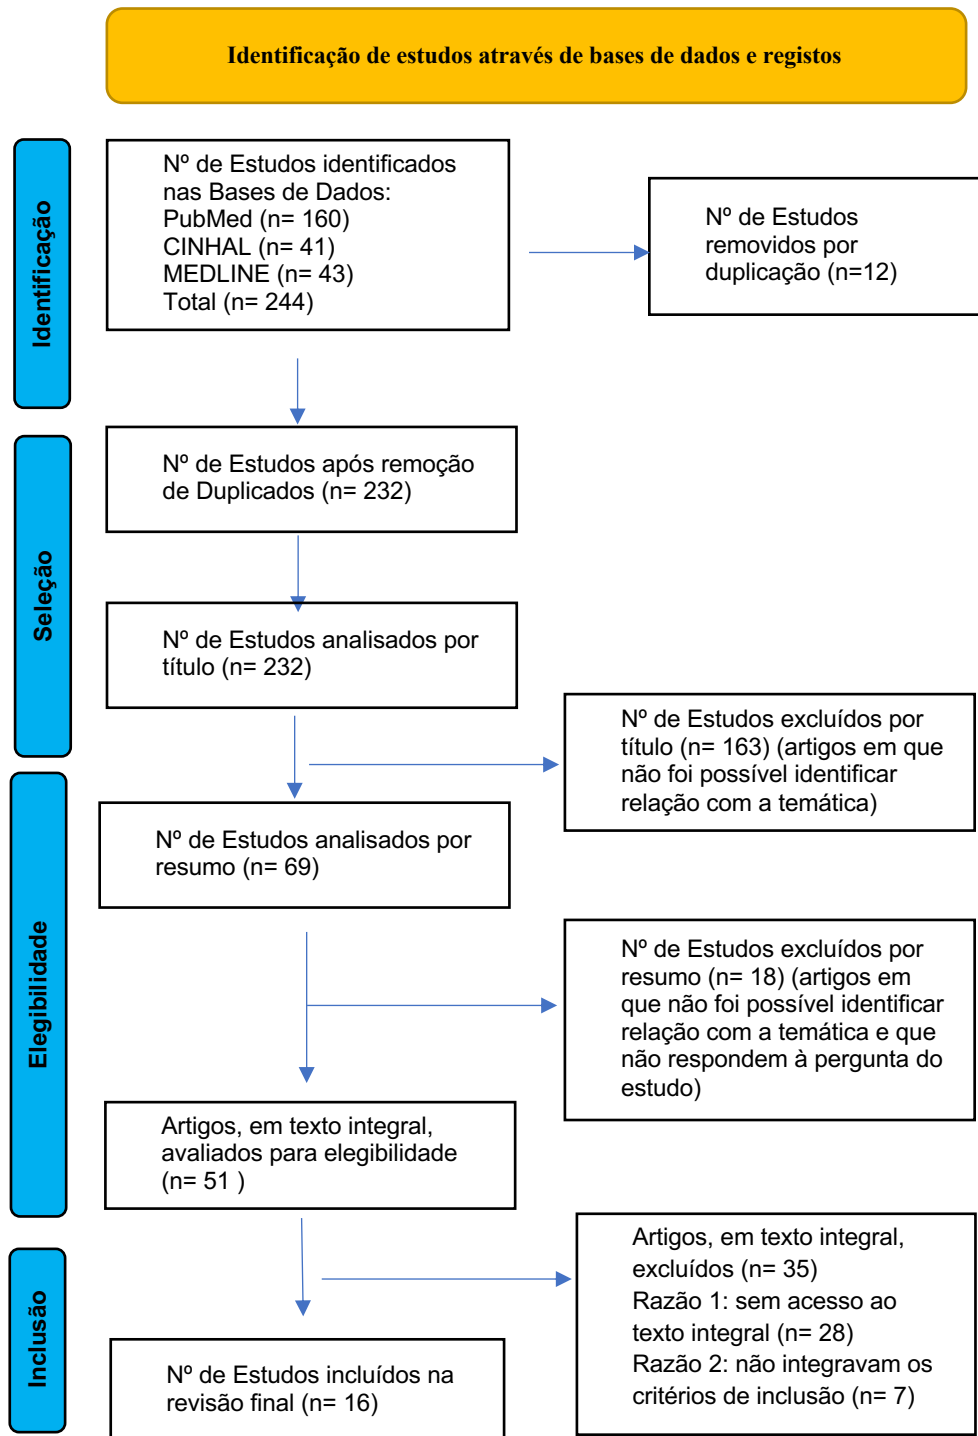 Identificação de estudos através de bases de dados e registos
Identificação
Nº de Estudos identificados
nas Bases de Dados:
PubMed (n= 160)
CINHAL (n= 41)
MEDLINE (n= 43)
Total (n= 244)
Nº de Estudos
removidos por
duplicação (n=12)
Seleção
Nº de Estudos após remoção
de Duplicados (n= 232)
Nº de Estudos analisados por
título (n= 232)
Nº de Estudos excluídos por
título (n= 163) (artigos em que
não foi possível identificar
relação com a temática)
Elegibilidade
Nº de Estudos analisados por
resumo (n= 69)
Nº de Estudos excluídos por
resumo (n= 18) (artigos em
que não foi possível identificar
relação com a temática e que
não respondem à pergunta do
estudo)
Artigos, em texto integral,
avaliados para elegibilidade
(n= 51 )
Inclusão
Artigos, em texto integral,
excluídos (n= 35)
Razão 1: sem acesso ao
texto integral (n= 28)
Razão 2: não integravam os
critérios de inclusão (n= 7)
Nº de Estudos incluídos na
revisão final (n= 16)